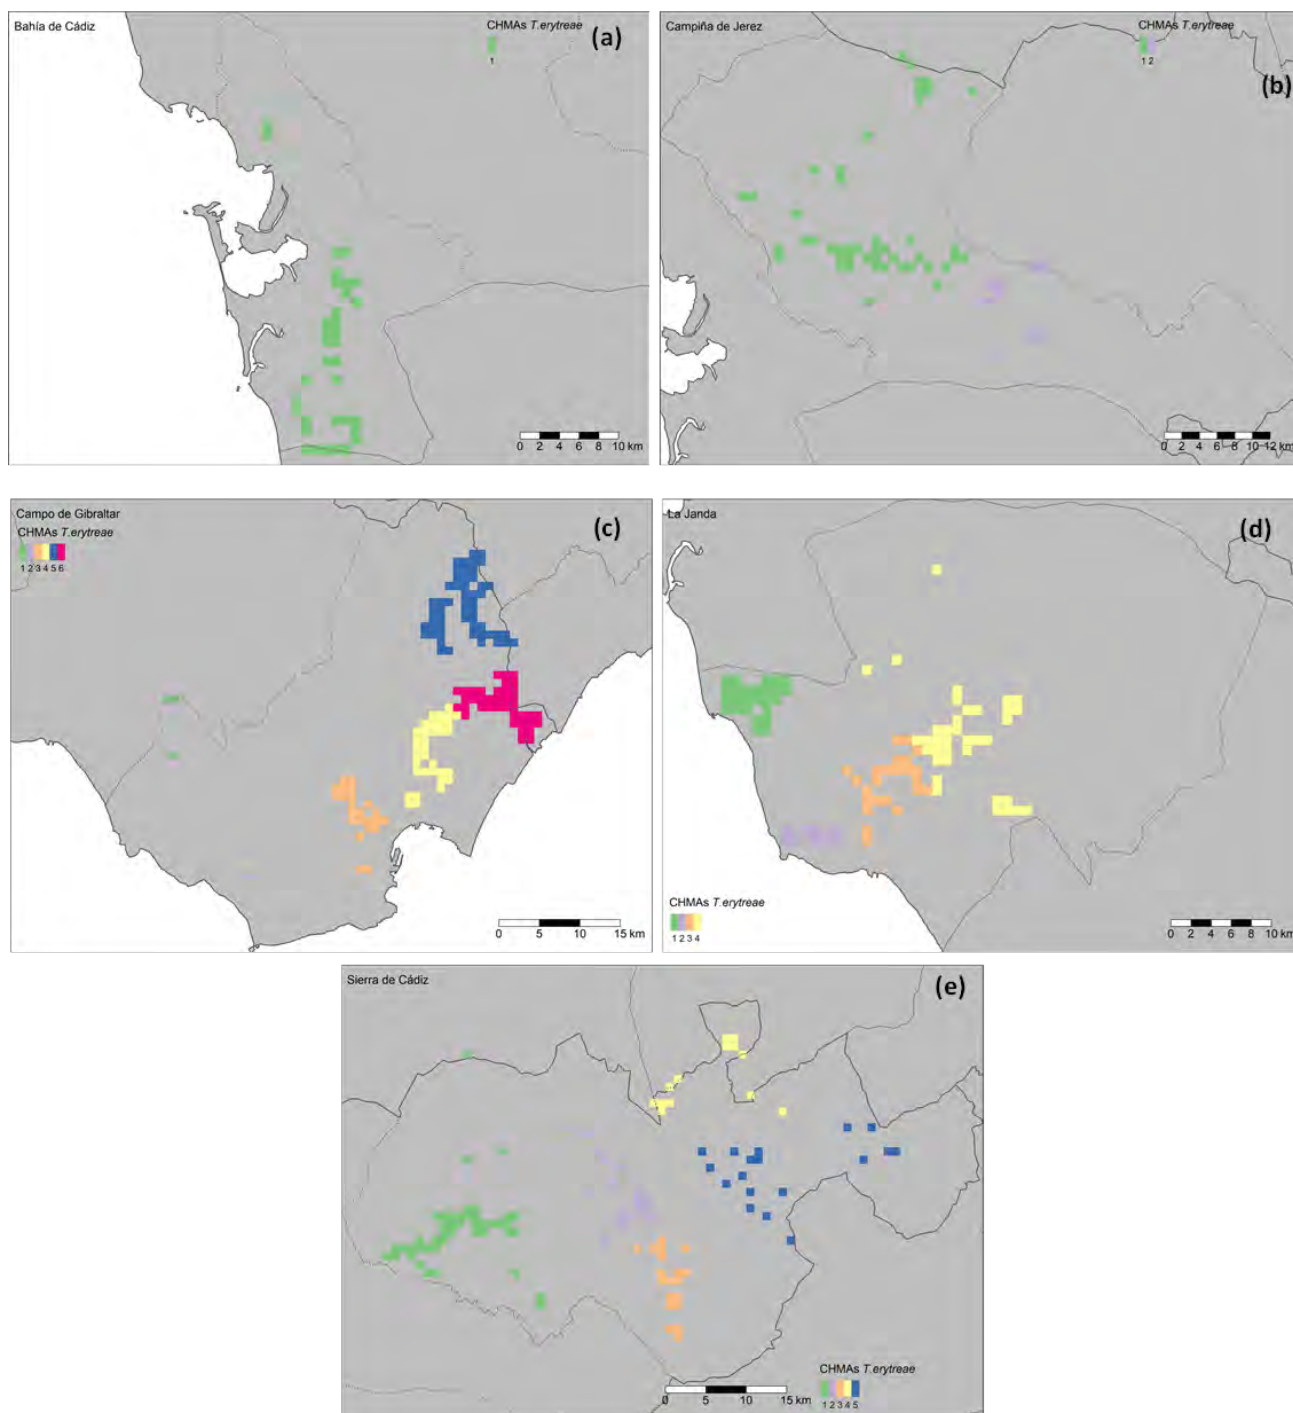 Bahía de Cádiz
CHMAs T.erytreae
(a)
1
0 2 4 6 8 10 km
Campiña de Jerez
CHMAs T.erytreae
1 2
(b)
0 2 4 6 8 10 12 km
Campo de Gibraltar
CHMAs T.erytreae
1 2 3 4 5 6
(c)
0 5 10 15 km
La Janda
(d)
CHMAs T.erytreae
1 2 3 4
0 2 4 6 8 10 km
Sierra de Cádiz
(e)
CHMAs T.erytreae
1 2 3 4 5
0 5 10 15 km